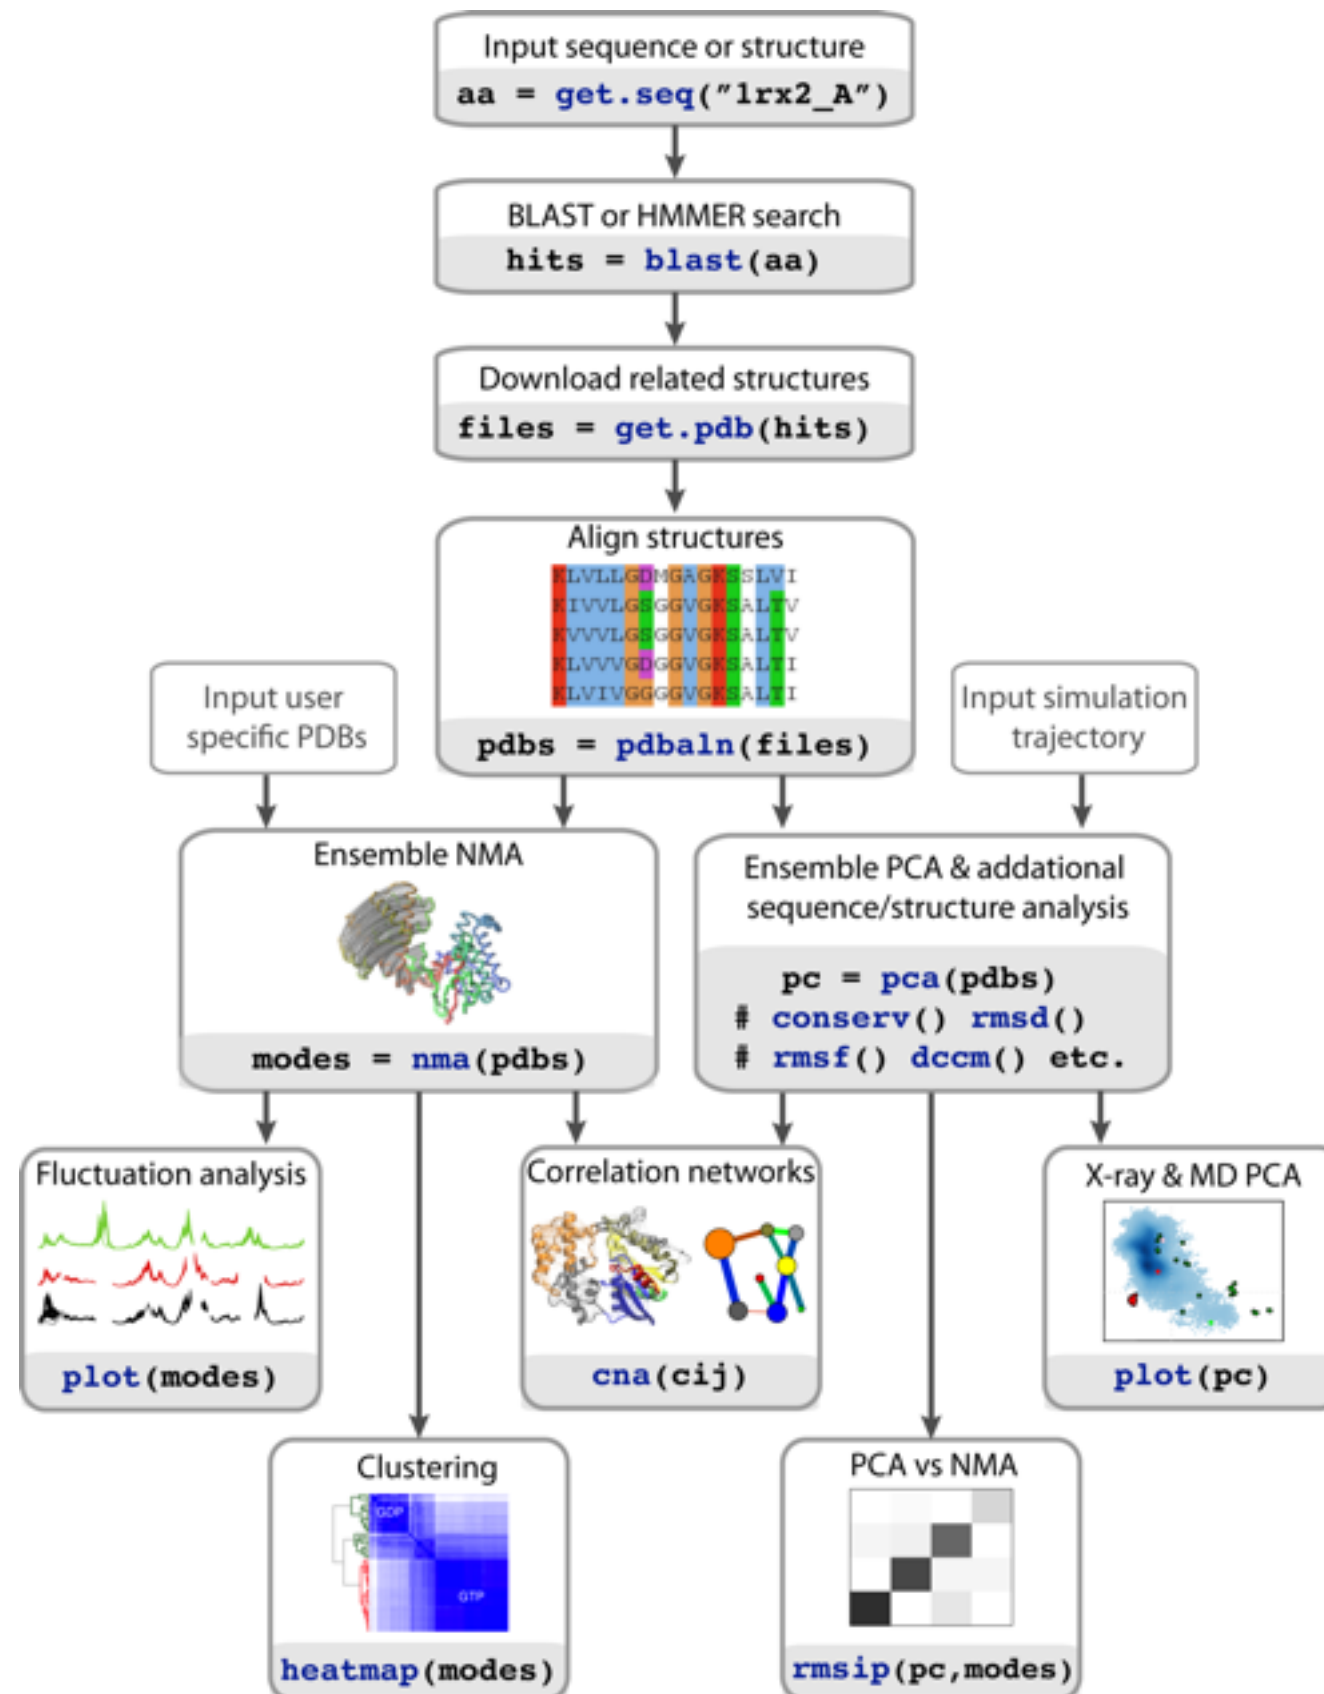 Input sequence or structure
aa = get.seq("1rx2_A")
BLAST or HMMER search
hits = blast(aa)
Download related structures
files = get.pdb(hits)
Align structures
KLVLLGDMGAGKSSLVI
KIVVLGSGGVGKSALTV
KVVVLGSGGVGKSALTV
KLVVVGDGGVGKSALTI
KLVIVGGGGVGKSALTI
pdbs = pdbaln(files)
Input user
specific PDBs
Input simulation
trajectory
Ensemble NMA
modes = nma(pdbs)
Ensemble PCA & addational
sequence/structure analysis
pc = pca(pdbs)
# conserv() rmsd()
# rmsf() dccm() etc.
Fluctuation analysis
plot(modes)
Correlation networks
cna(cij)
X-ray & MD PCA
plot(pc)
Clustering
GDP
GTP
heatmap(modes)
PCA vs NMA
rmsip(pc,modes)